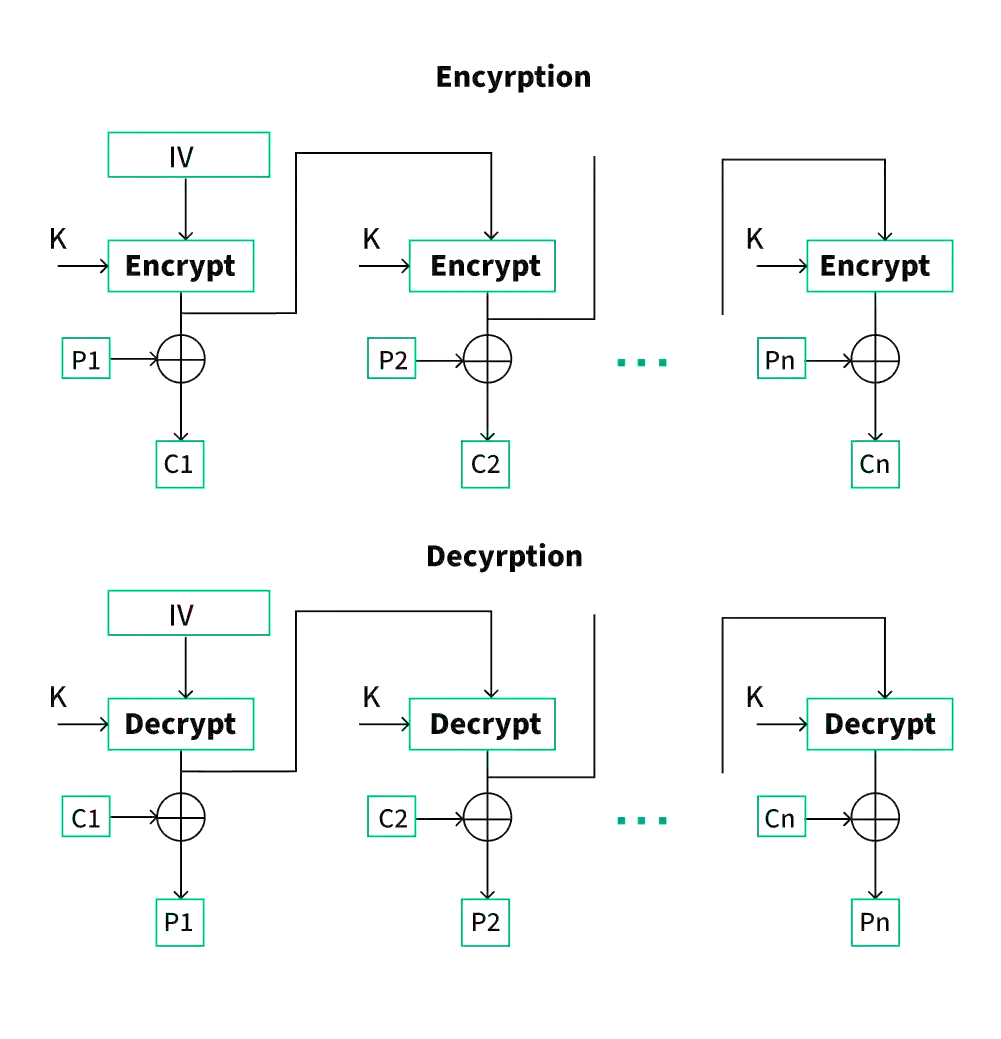 Encyrption
IV
K K K
Encrypt Encrypt Encrypt
P1 P2 ... Pn
C1 C2 Cn
Decyrption
IV
K K K
Decrypt Decrypt Decrypt
C1 C2 ... Cn
P1 P2 Pn